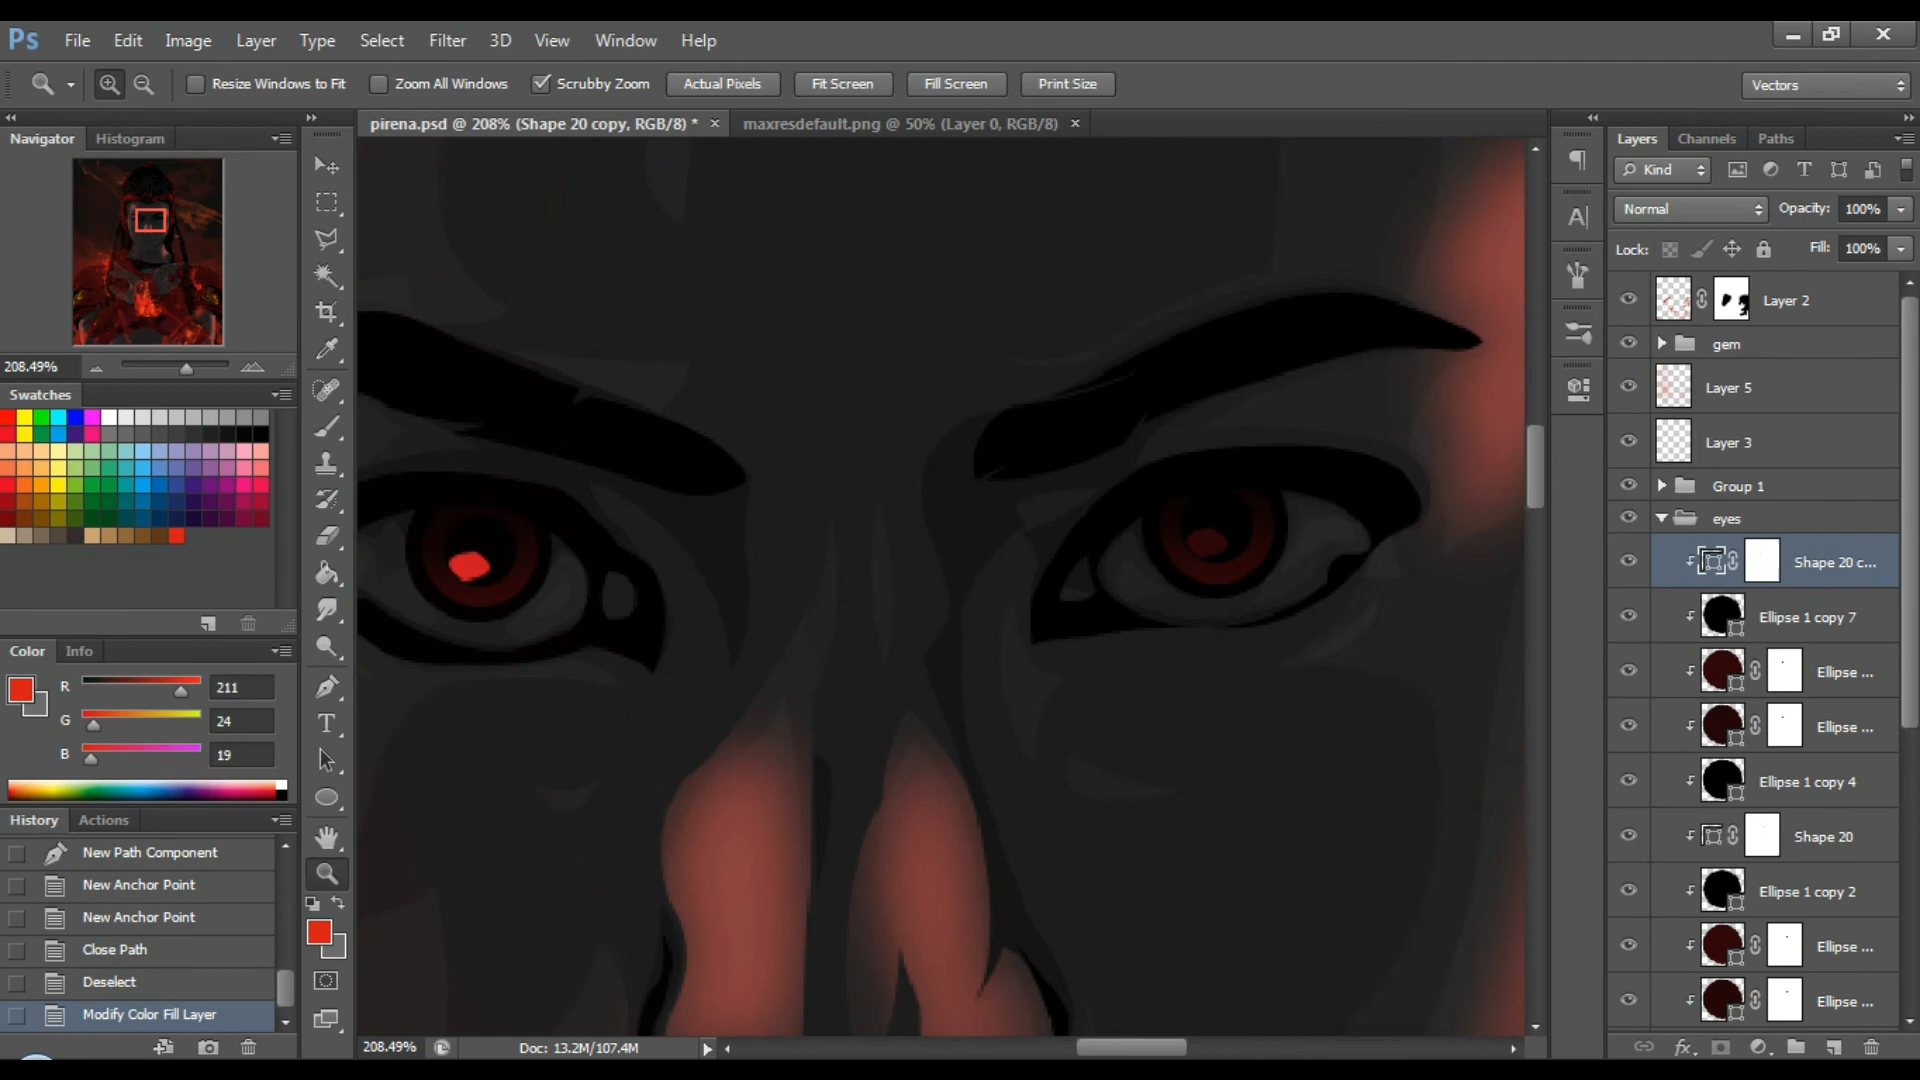 Ps File Edit Image Layer Type Select Filter 3D View Window Help
Resize Windows to Fit Zoom All Windows Scrubby Zoom Actual Pixels Fit Screen Fill Screen Print Size Vectors
Navigator Histogram
pirena.psd @ 208% (Shape 20 copy, RGB/8) * × maxresdefault.png @ 50% (Layer 0, RGB/8) ×
208.49%
Swatches
Color Info
R 211
G 24
B 19
History Actions
New Path Component
New Anchor Point
New Anchor Point
Close Path
Deselect
Modify Color Fill Layer
208.49% Doc: 13.2M/107.4M
Layers Channels Paths
Kind
Normal Opacity: 100%
Lock: Fill: 100%
Layer 2
gem
Layer 5
Layer 3
Group 1
eyes
Shape 20 c...
Ellipse 1 copy 7
Ellipse ...
Ellipse ...
Ellipse 1 copy 4
Shape 20
Ellipse 1 copy 2
Ellipse ...
Ellipse ...
fx